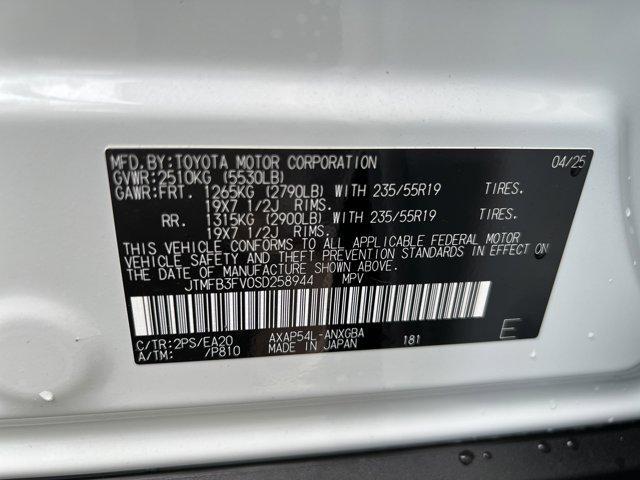 MFD.BY:TOYOTA MOTOR CORPORATION 04/25
GVWR:2510KG (5530LB)
GAWR:FRT. 1265KG (2790LB) WITH 235/55R19 TIRES.
19X7 1/2J RIMS.
RR. 1315KG (2900LB) WITH 235/55R19 TIRES.
19X7 1/2J RIMS.
THIS VEHICLE CONFORMS TO ALL APPLICABLE FEDERAL MOTOR
VEHICLE SAFETY AND THEFT PREVENTION STANDARDS IN EFFECT ON
THE DATE OF MANUFACTURE SHOWN ABOVE.
JTMFB3FV0SD258944 MPV
C/TR:2PS/EA20 AXAP54L-ANXGBA 181
A/TM: /P810 MADE IN JAPAN E